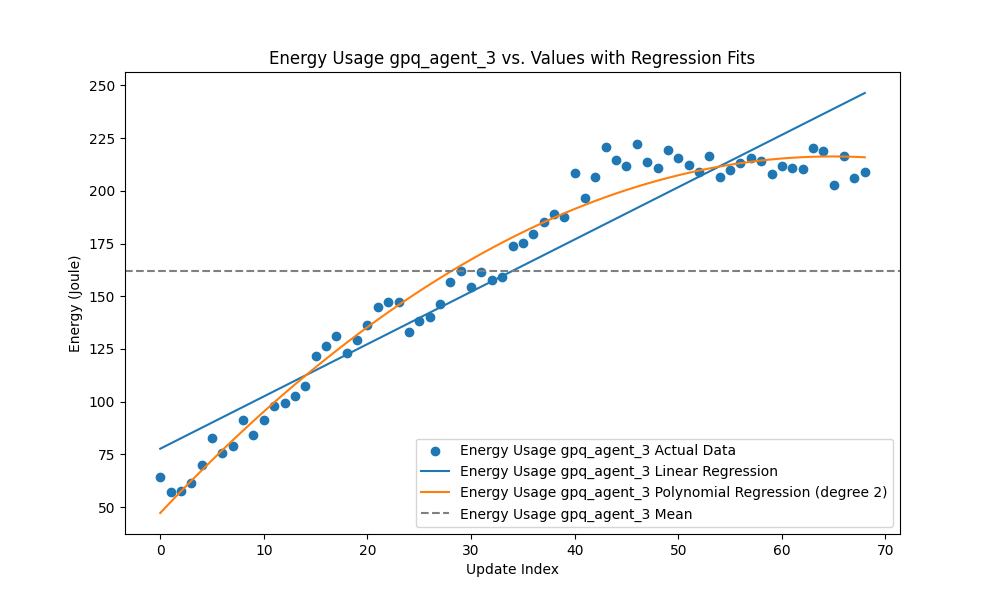 Energy Usage gpq_agent_3 vs. Values with Regression Fits
Energy (Joule)
250
225
200
175
150
125
100
75
50
Energy Usage gpq_agent_3 Actual Data
Energy Usage gpq_agent_3 Linear Regression
Energy Usage gpq_agent_3 Polynomial Regression (degree 2)
Energy Usage gpq_agent_3 Mean
0 10 20 30 40 50 60 70
Update Index